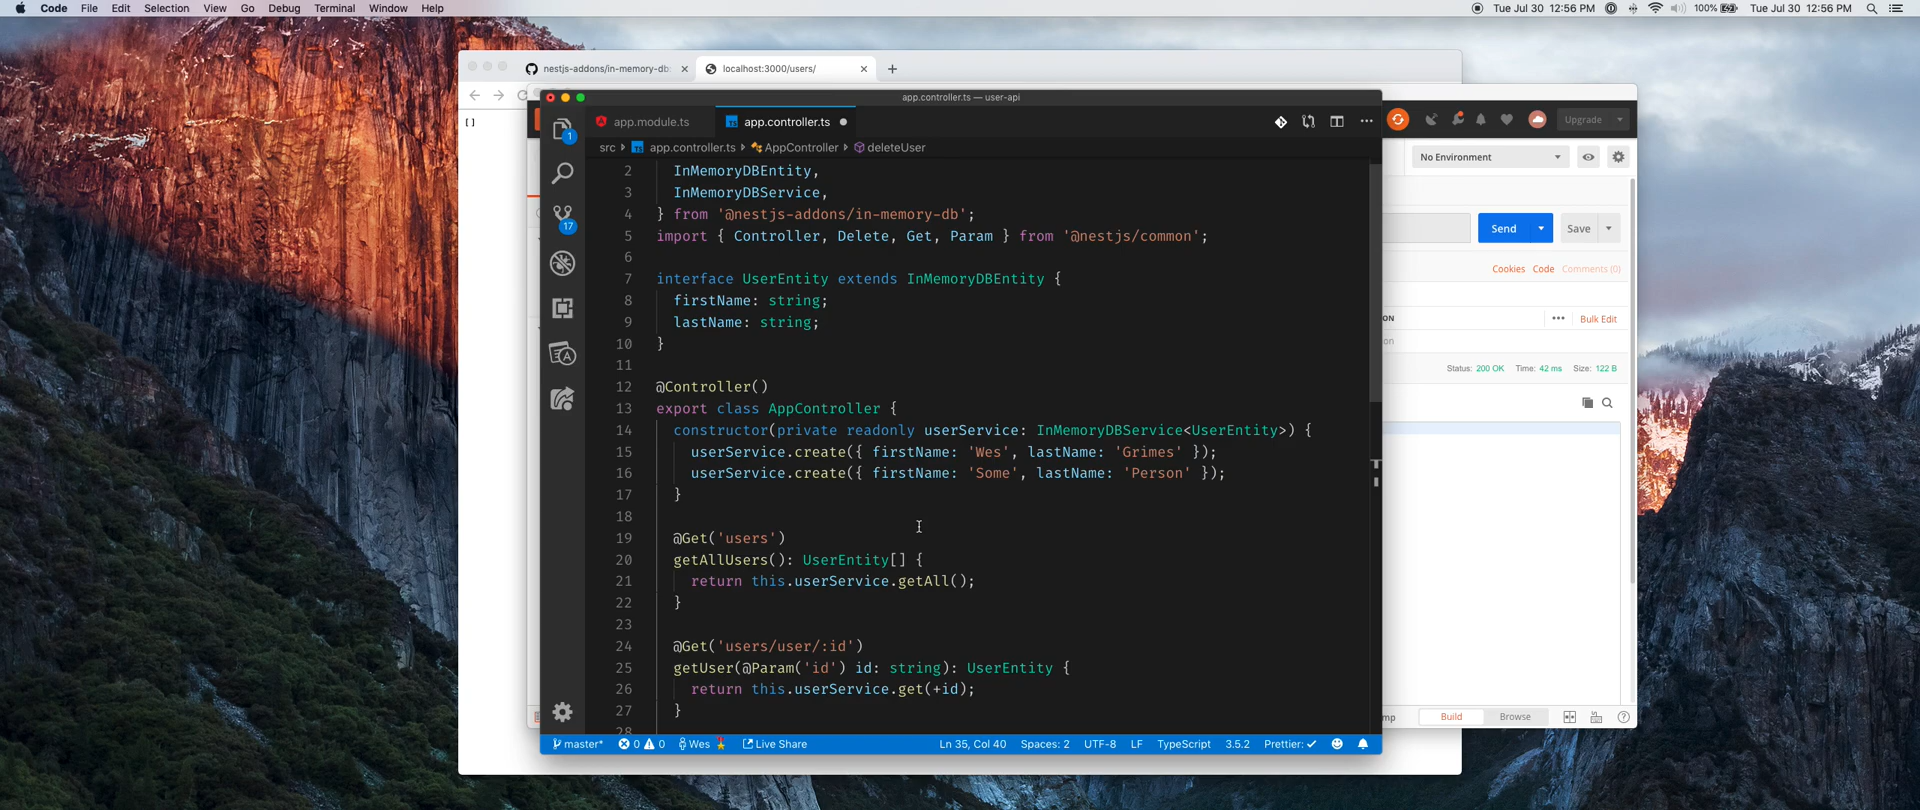 Code File Edit Selection View Go Debug Terminal Window Help
Tue Jul 30 12:56 PM 100% Tue Jul 30 12:56 PM
nestjs-addons/in-memory-db: localhost:3000/users/
[]
app.controller.ts — user-api
app.module.ts app.controller.ts
src app.controller.ts AppController deleteUser
2 InMemoryDBEntity,
3 InMemoryDBService,
4 } from '@nestjs-addons/in-memory-db';
5 import { Controller, Delete, Get, Param } from '@nestjs/common';
6
7 interface UserEntity extends InMemoryDBEntity {
8 firstName: string;
9 lastName: string;
10 }
11
12 @Controller()
13 export class AppController {
14 constructor(private readonly userService: InMemoryDBService<UserEntity>) {
15 userService.create({ firstName: 'Wes', lastName: 'Grimes' });
16 userService.create({ firstName: 'Some', lastName: 'Person' });
17 }
18
19 @Get('users')
20 getAllUsers(): UserEntity[] {
21 return this.userService.getAll();
22 }
23
24 @Get('users/user/:id')
25 getUser(@Param('id') id: string): UserEntity {
26 return this.userService.get(+id);
27 }
28
1
17
master* 0 0 Wes Live Share Ln 35, Col 40 Spaces: 2 UTF-8 LF TypeScript 3.5.2 Prettier: ✓
Upgrade
No Environment
Send Save
Cookies Code Comments (0)
ON Bulk Edit
on
Status: 200 OK Time: 42 ms Size: 122 B
mp Build Browse